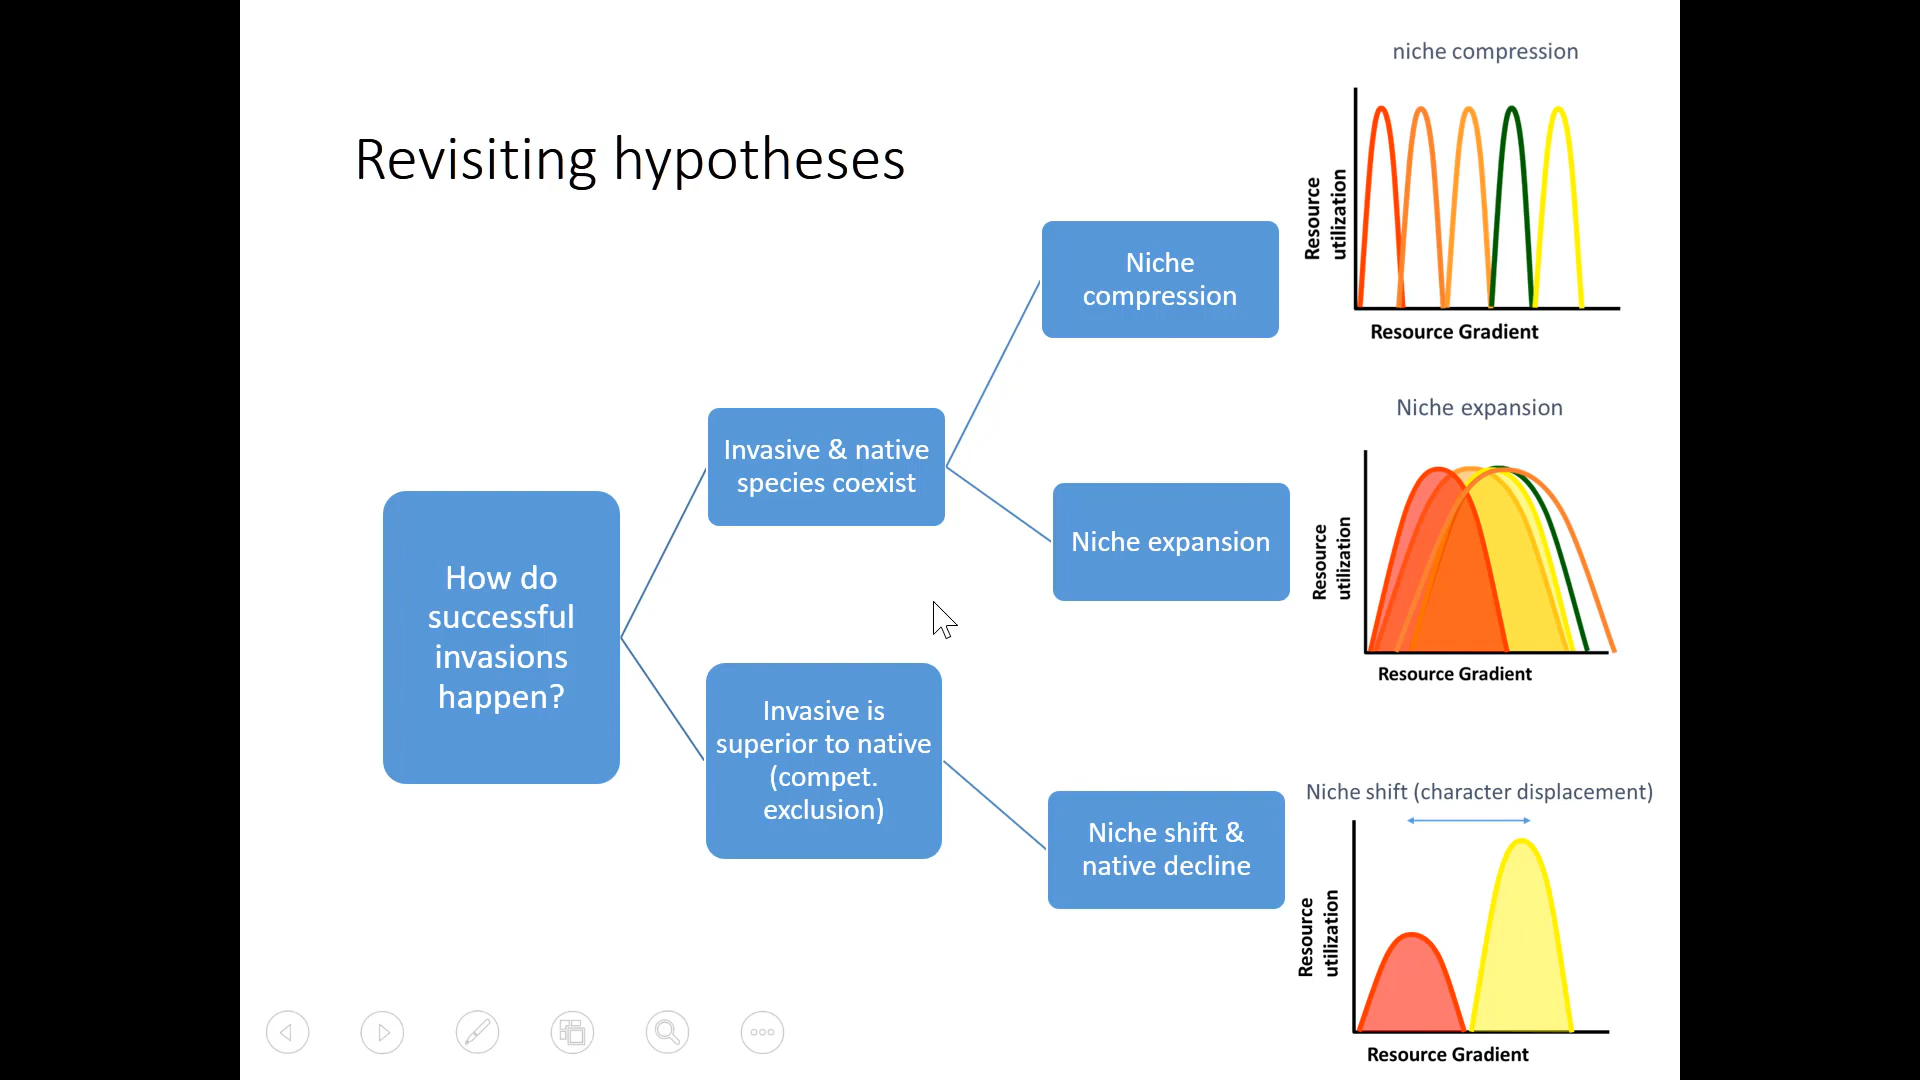 Revisiting hypotheses
How do
successful
invasions
happen?
Invasive & native
species coexist
Invasive is
superior to native
(compet.
exclusion)
Niche
compression
Niche expansion
Niche shift &
native decline
niche compression
Resource
utilization
Resource Gradient
Niche expansion
Resource
utilization
Resource Gradient
Niche shift (character displacement)
Resource
utilization
Resource Gradient